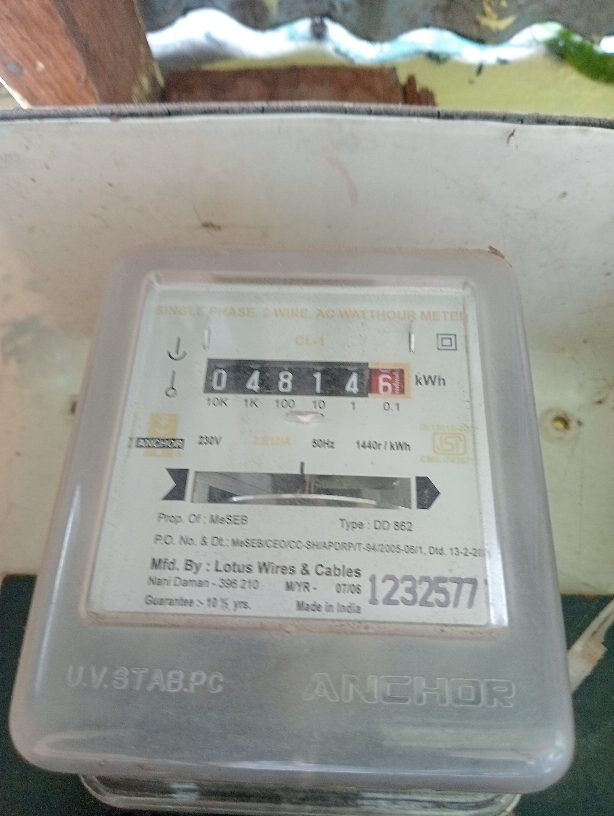 SINGLE PHASE, 2 WIRE, AC WATTHOUR METER
CL-1
0 4 8 1 4 6 kWh
10K 1K 100 10 1 0.1
ANCHOR 230V 50Hz 1440r / kWh
ISI
Prop. Of : MeSEB Type : DD 862
P.O. No. & Dt.: MeSEB/CEO/CC-SH/APDRP/T-94/2005-06/1, Dtd. 13-2-
Mfd. By : Lotus Wires & Cables
Nani Daman - 396 210 M/YR - 07/06 1232577
Guarantee :- 10 ½ yrs. Made in India
U.V.STAB.PC ANCHOR